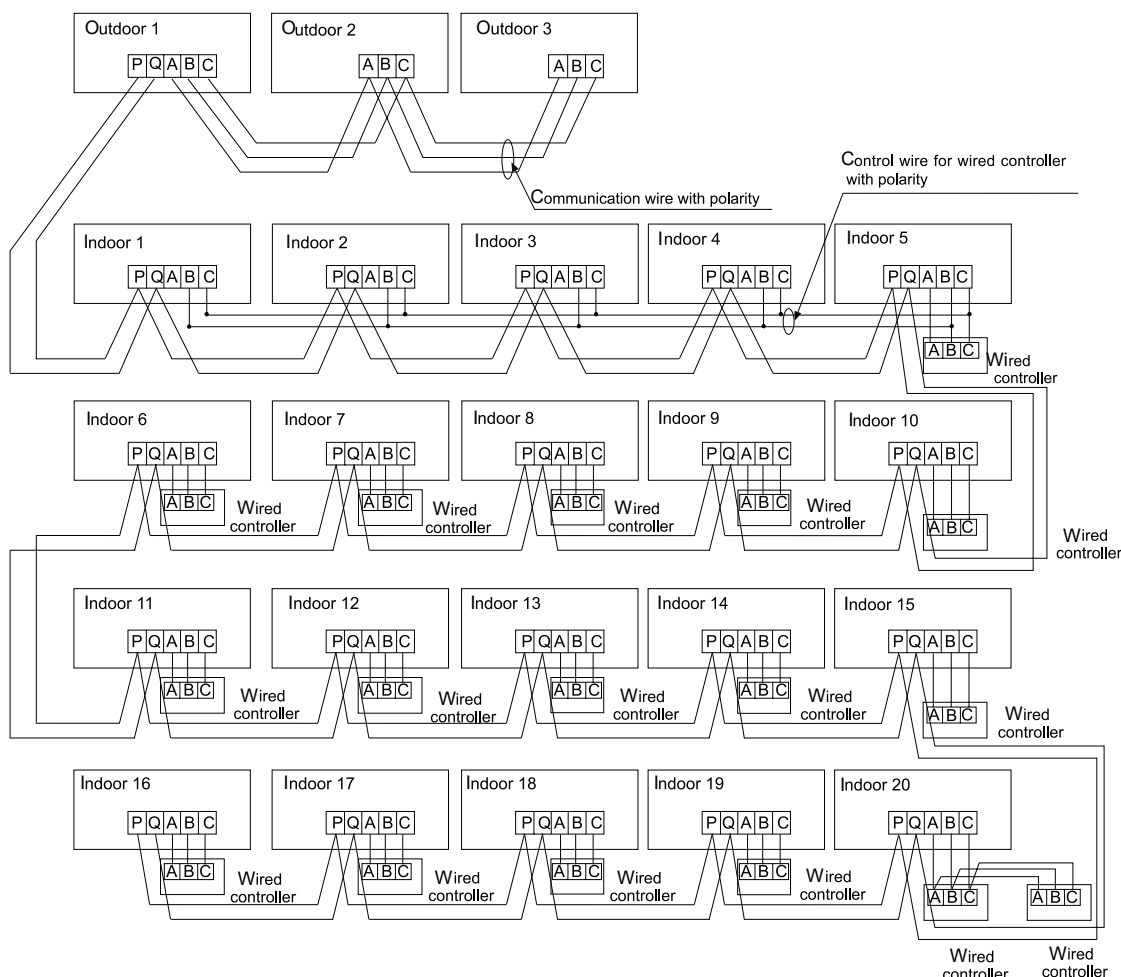 Outdoor 1
Outdoor 2
Outdoor 3
P Q A B C
A B C
A B C
Control wire for wired controller
with polarity
Communication wire with polarity
Indoor 1
Indoor 2
Indoor 3
Indoor 4
Indoor 5
P Q A B C
P Q A B C
P Q A B C
P Q A B C
P Q A B C
A B C
Wired
controller
Indoor 6
Indoor 7
Indoor 8
Indoor 9
Indoor 10
P Q A B C
P Q A B C
P Q A B C
P Q A B C
P Q A B C
A B C
Wired
controller
A B C
Wired
controller
A B C
Wired
controller
A B C
Wired
controller
A B C
Wired
controller
Indoor 11
Indoor 12
Indoor 13
Indoor 14
Indoor 15
P Q A B C
P Q A B C
P Q A B C
P Q A B C
P Q A B C
A B C
Wired
controller
A B C
Wired
controller
A B C
Wired
controller
A B C
Wired
controller
A B C
Wired
controller
Indoor 16
Indoor 17
Indoor 18
Indoor 19
Indoor 20
P Q A B C
P Q A B C
P Q A B C
P Q A B C
P Q A B C
A B C
Wired
controller
A B C
Wired
controller
A B C
Wired
controller
A B C
Wired
controller
A B C
A B C
Wired
controller
Wired
controller